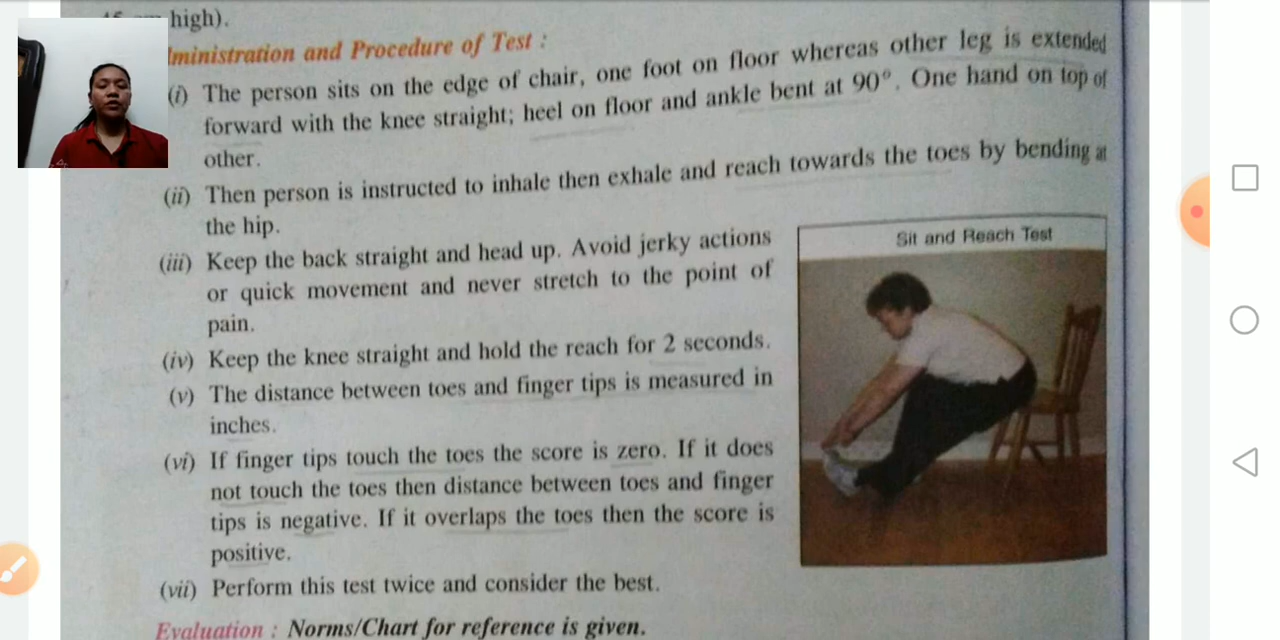 high).
ministration and Procedure of Test :
(i) The person sits on the edge of chair, one foot on floor whereas other leg is extended
forward with the knee straight; heel on floor and ankle bent at 90°. One hand on top of
other.
(ii) Then person is instructed to inhale then exhale and reach towards the toes by bending at
the hip.
(iii) Keep the back straight and head up. Avoid jerky actions
or quick movement and never stretch to the point of
pain.
(iv) Keep the knee straight and hold the reach for 2 seconds.
(v) The distance between toes and finger tips is measured in
inches.
(vi) If finger tips touch the toes the score is zero. If it does
not touch the toes then distance between toes and finger
tips is negative. If it overlaps the toes then the score is
positive.
(vii) Perform this test twice and consider the best.
Evaluation : Norms/Chart for reference is given.
Sit and Reach Test